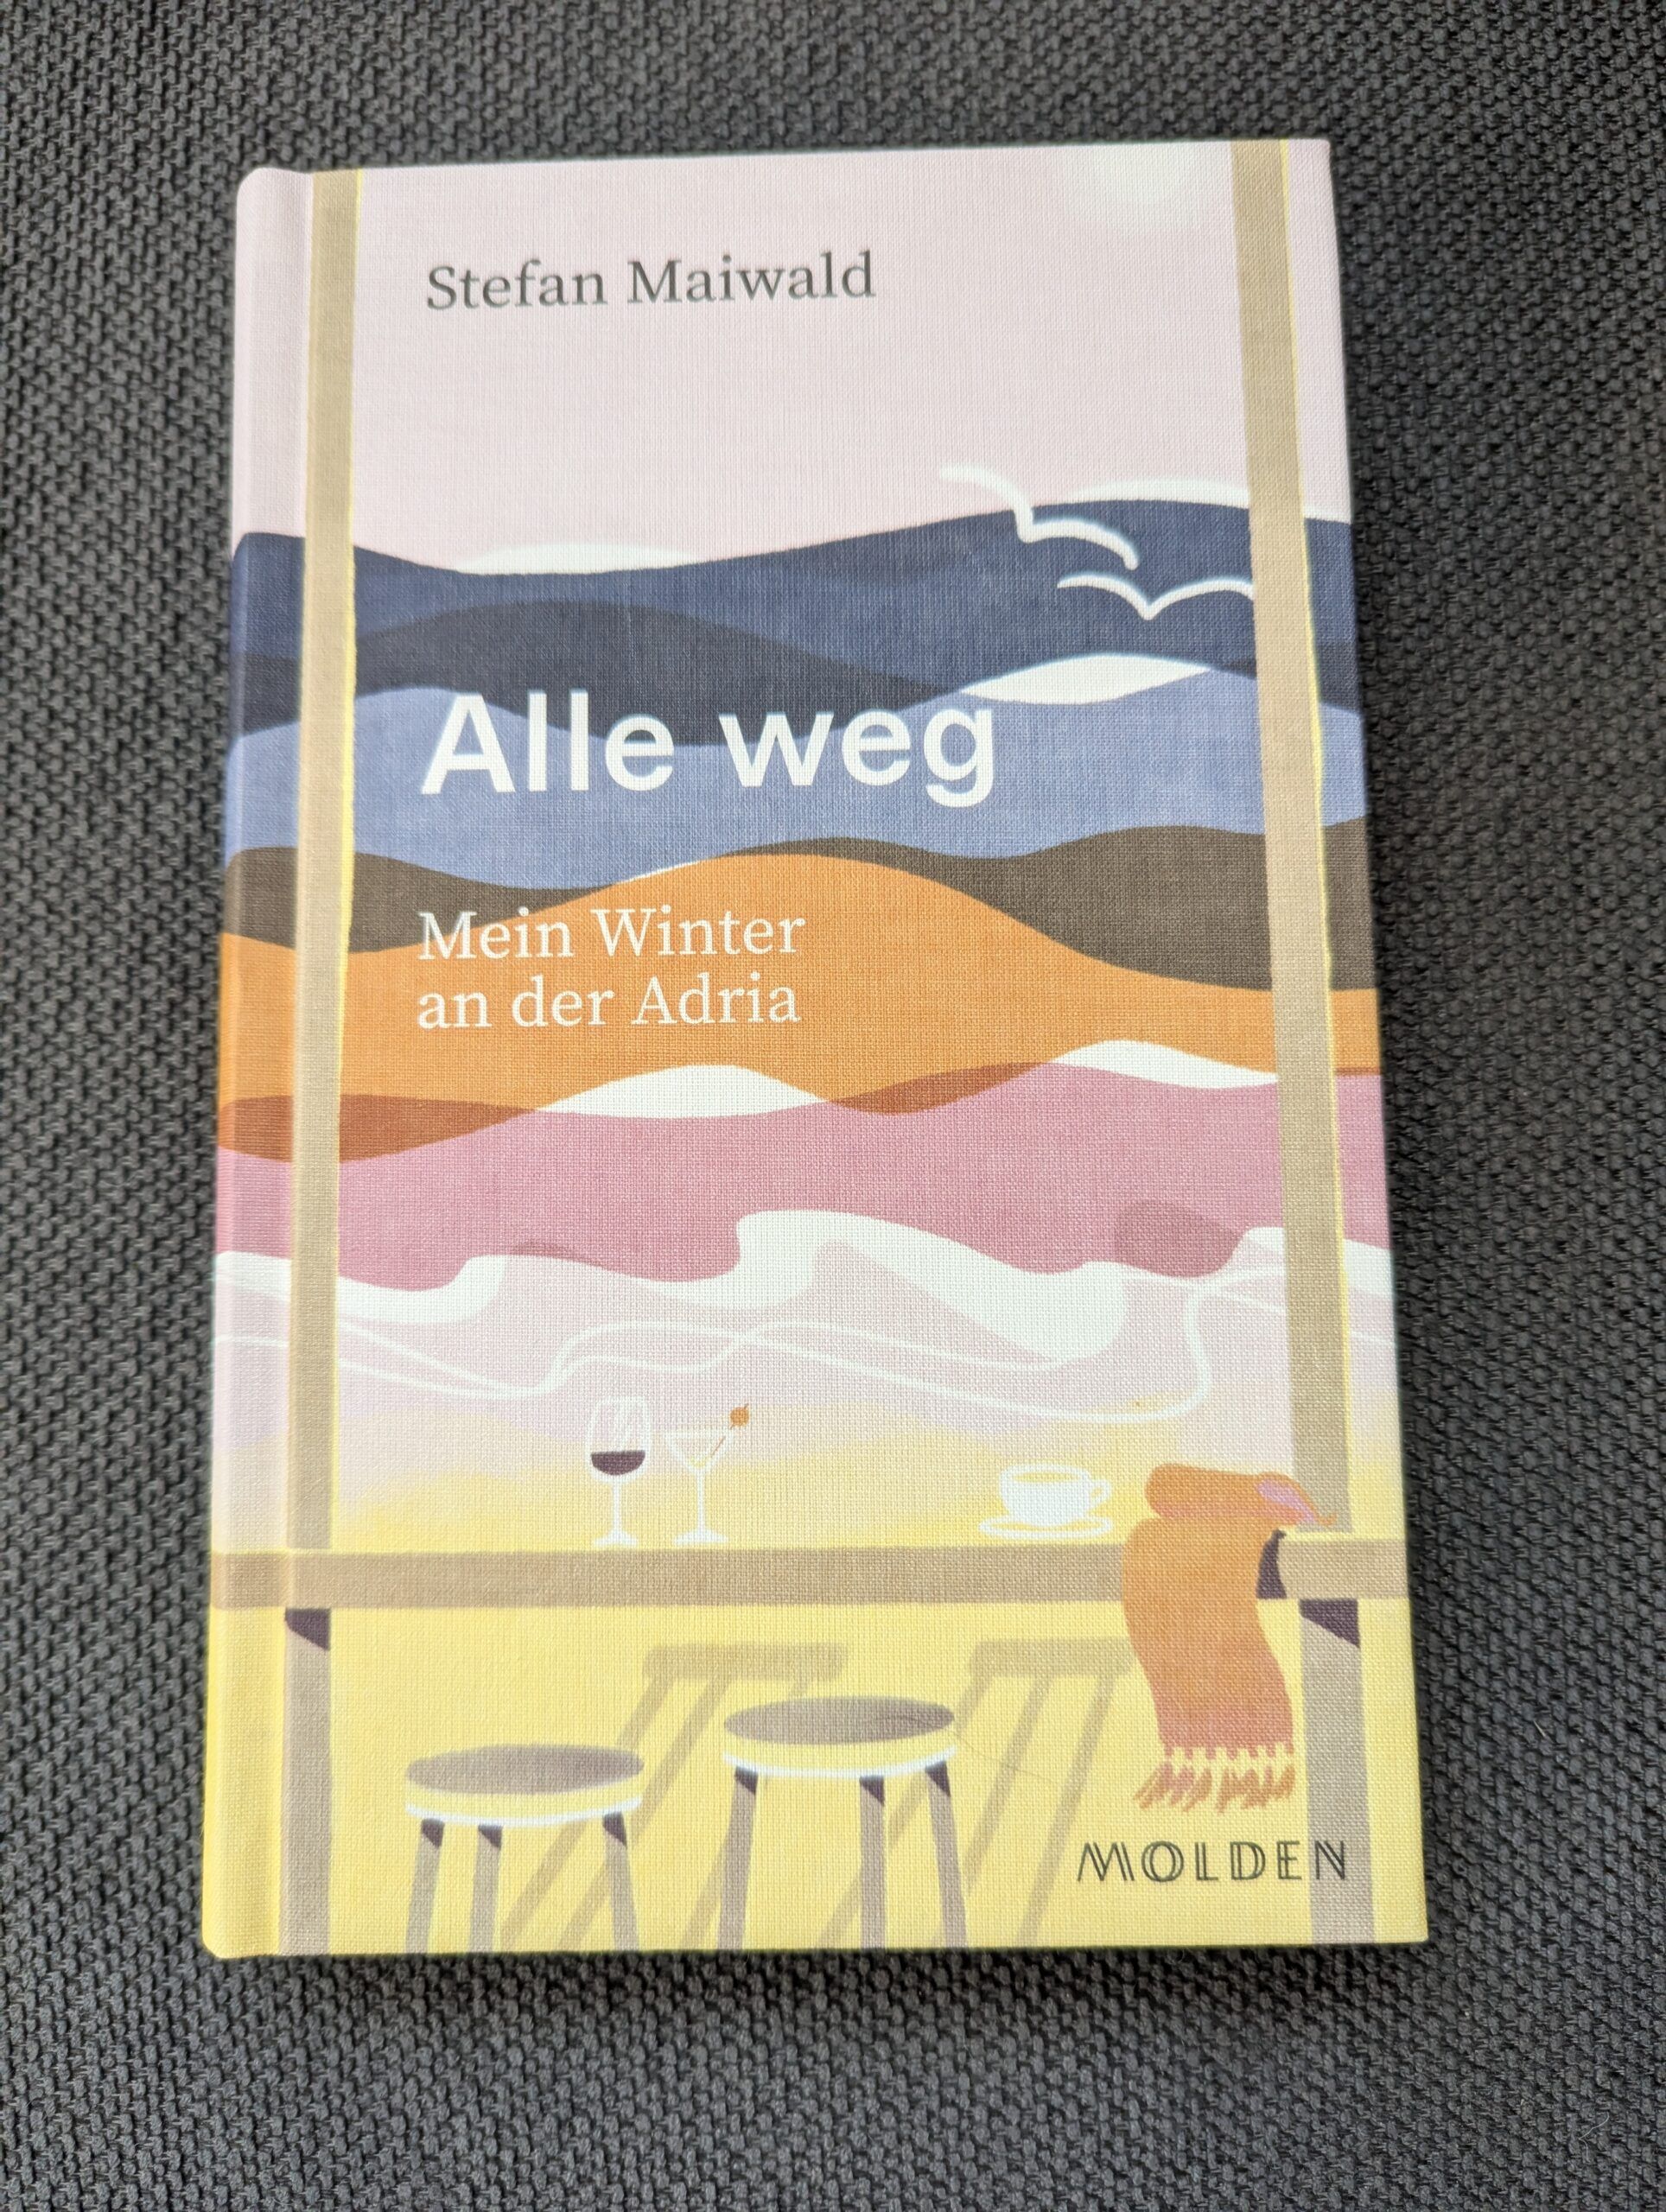 Stefan Maiwald
Alle weg
Mein Winter
an der Adria
MOLDEN